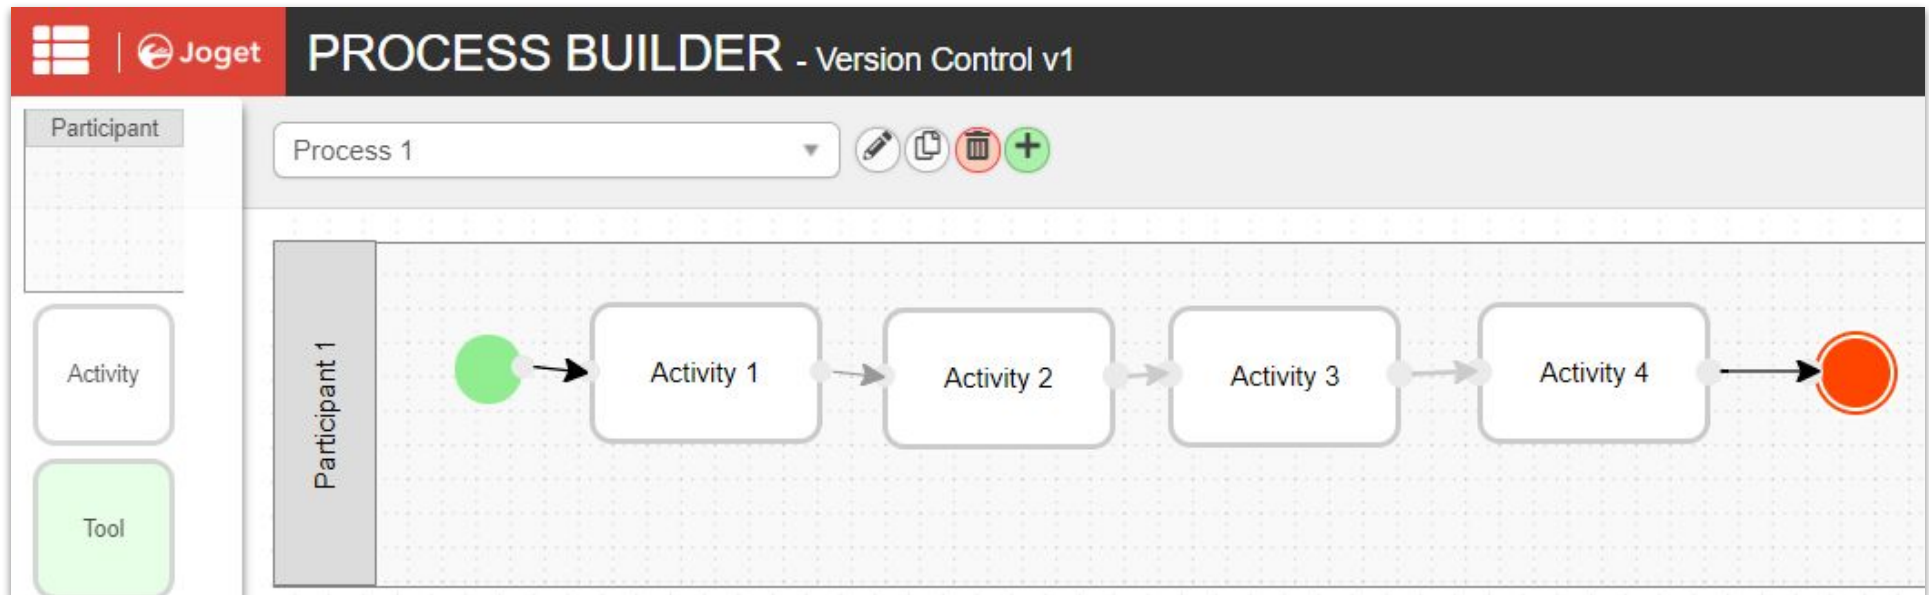 Joget
PROCESS BUILDER - Version Control v1
Participant
Process 1
Activity
Tool
Participant 1
Activity 1
Activity 2
Activity 3
Activity 4